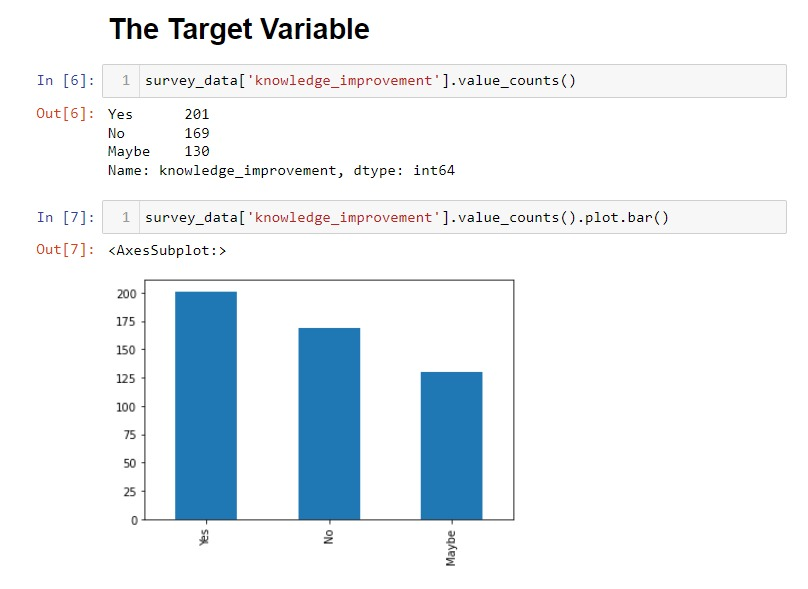 The Target Variable
In [6]: 1 survey_data['knowledge_improvement'].value_counts()
Out[6]: Yes 201
No 169
Maybe 130
Name: knowledge_improvement, dtype: int64
In [7]: 1 survey_data['knowledge_improvement'].value_counts().plot.bar()
Out[7]: <AxesSubplot:>
200
175
150
125
100
75
50
25
0
Yes No Maybe